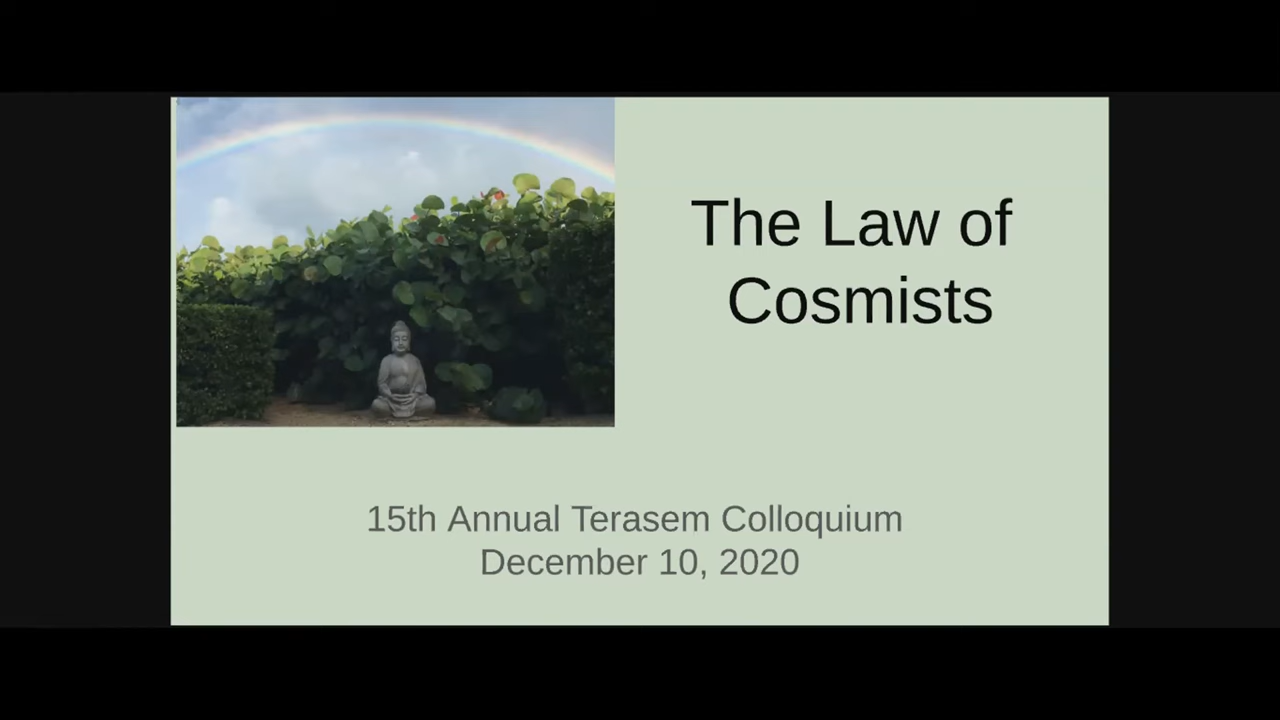 The Law of
Cosmists
15th Annual Terasem Colloquium
December 10, 2020